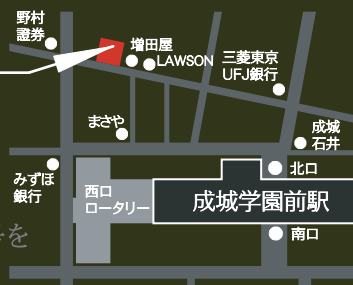 野村
證券
増田屋
LAWSON
三菱東京
UFJ銀行
まさや
成城
石井
みずほ
銀行
北口
西口
ロータリー
成城学園前駅
南口
を